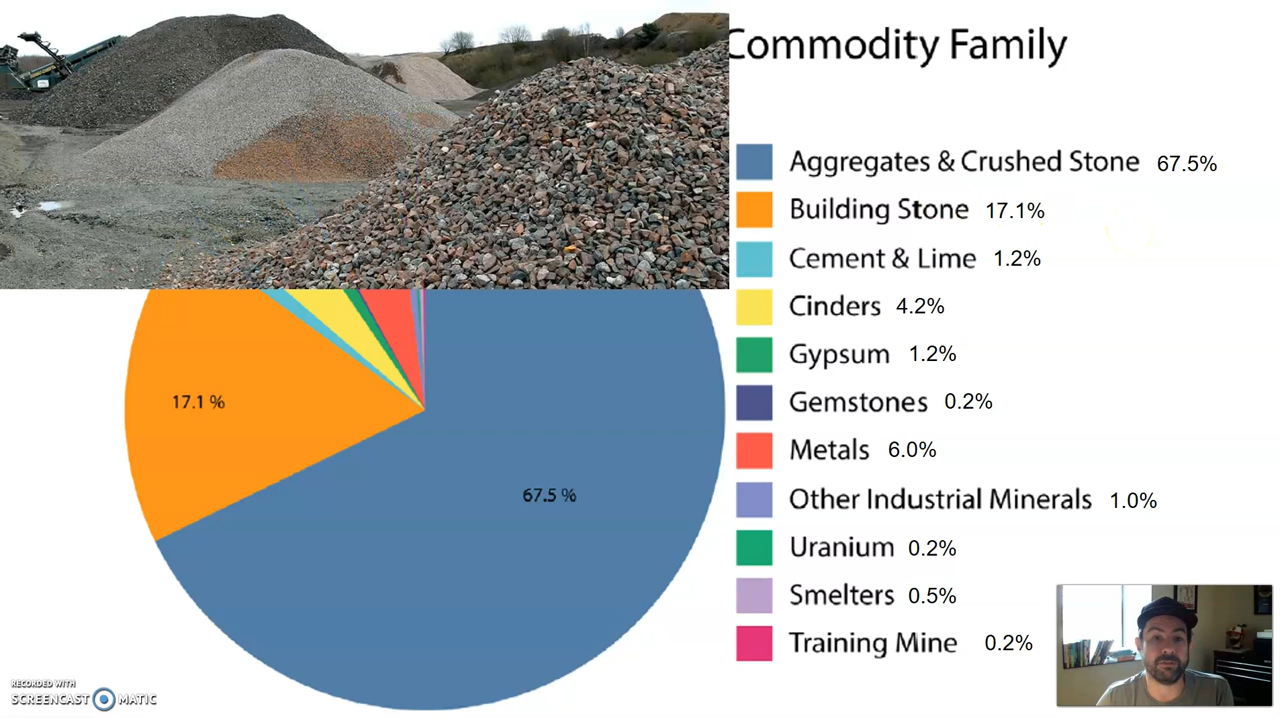 Commodity Family
Aggregates & Crushed Stone 67.5%
Building Stone 17.1%
Cement & Lime 1.2%
Cinders 4.2%
Gypsum 1.2%
Gemstones 0.2%
Metals 6.0%
Other Industrial Minerals 1.0%
Uranium 0.2%
Smelters 0.5%
Training Mine 0.2%
17.1 %
67.5 %
RECORDED WITH
SCREENCAST MATIC